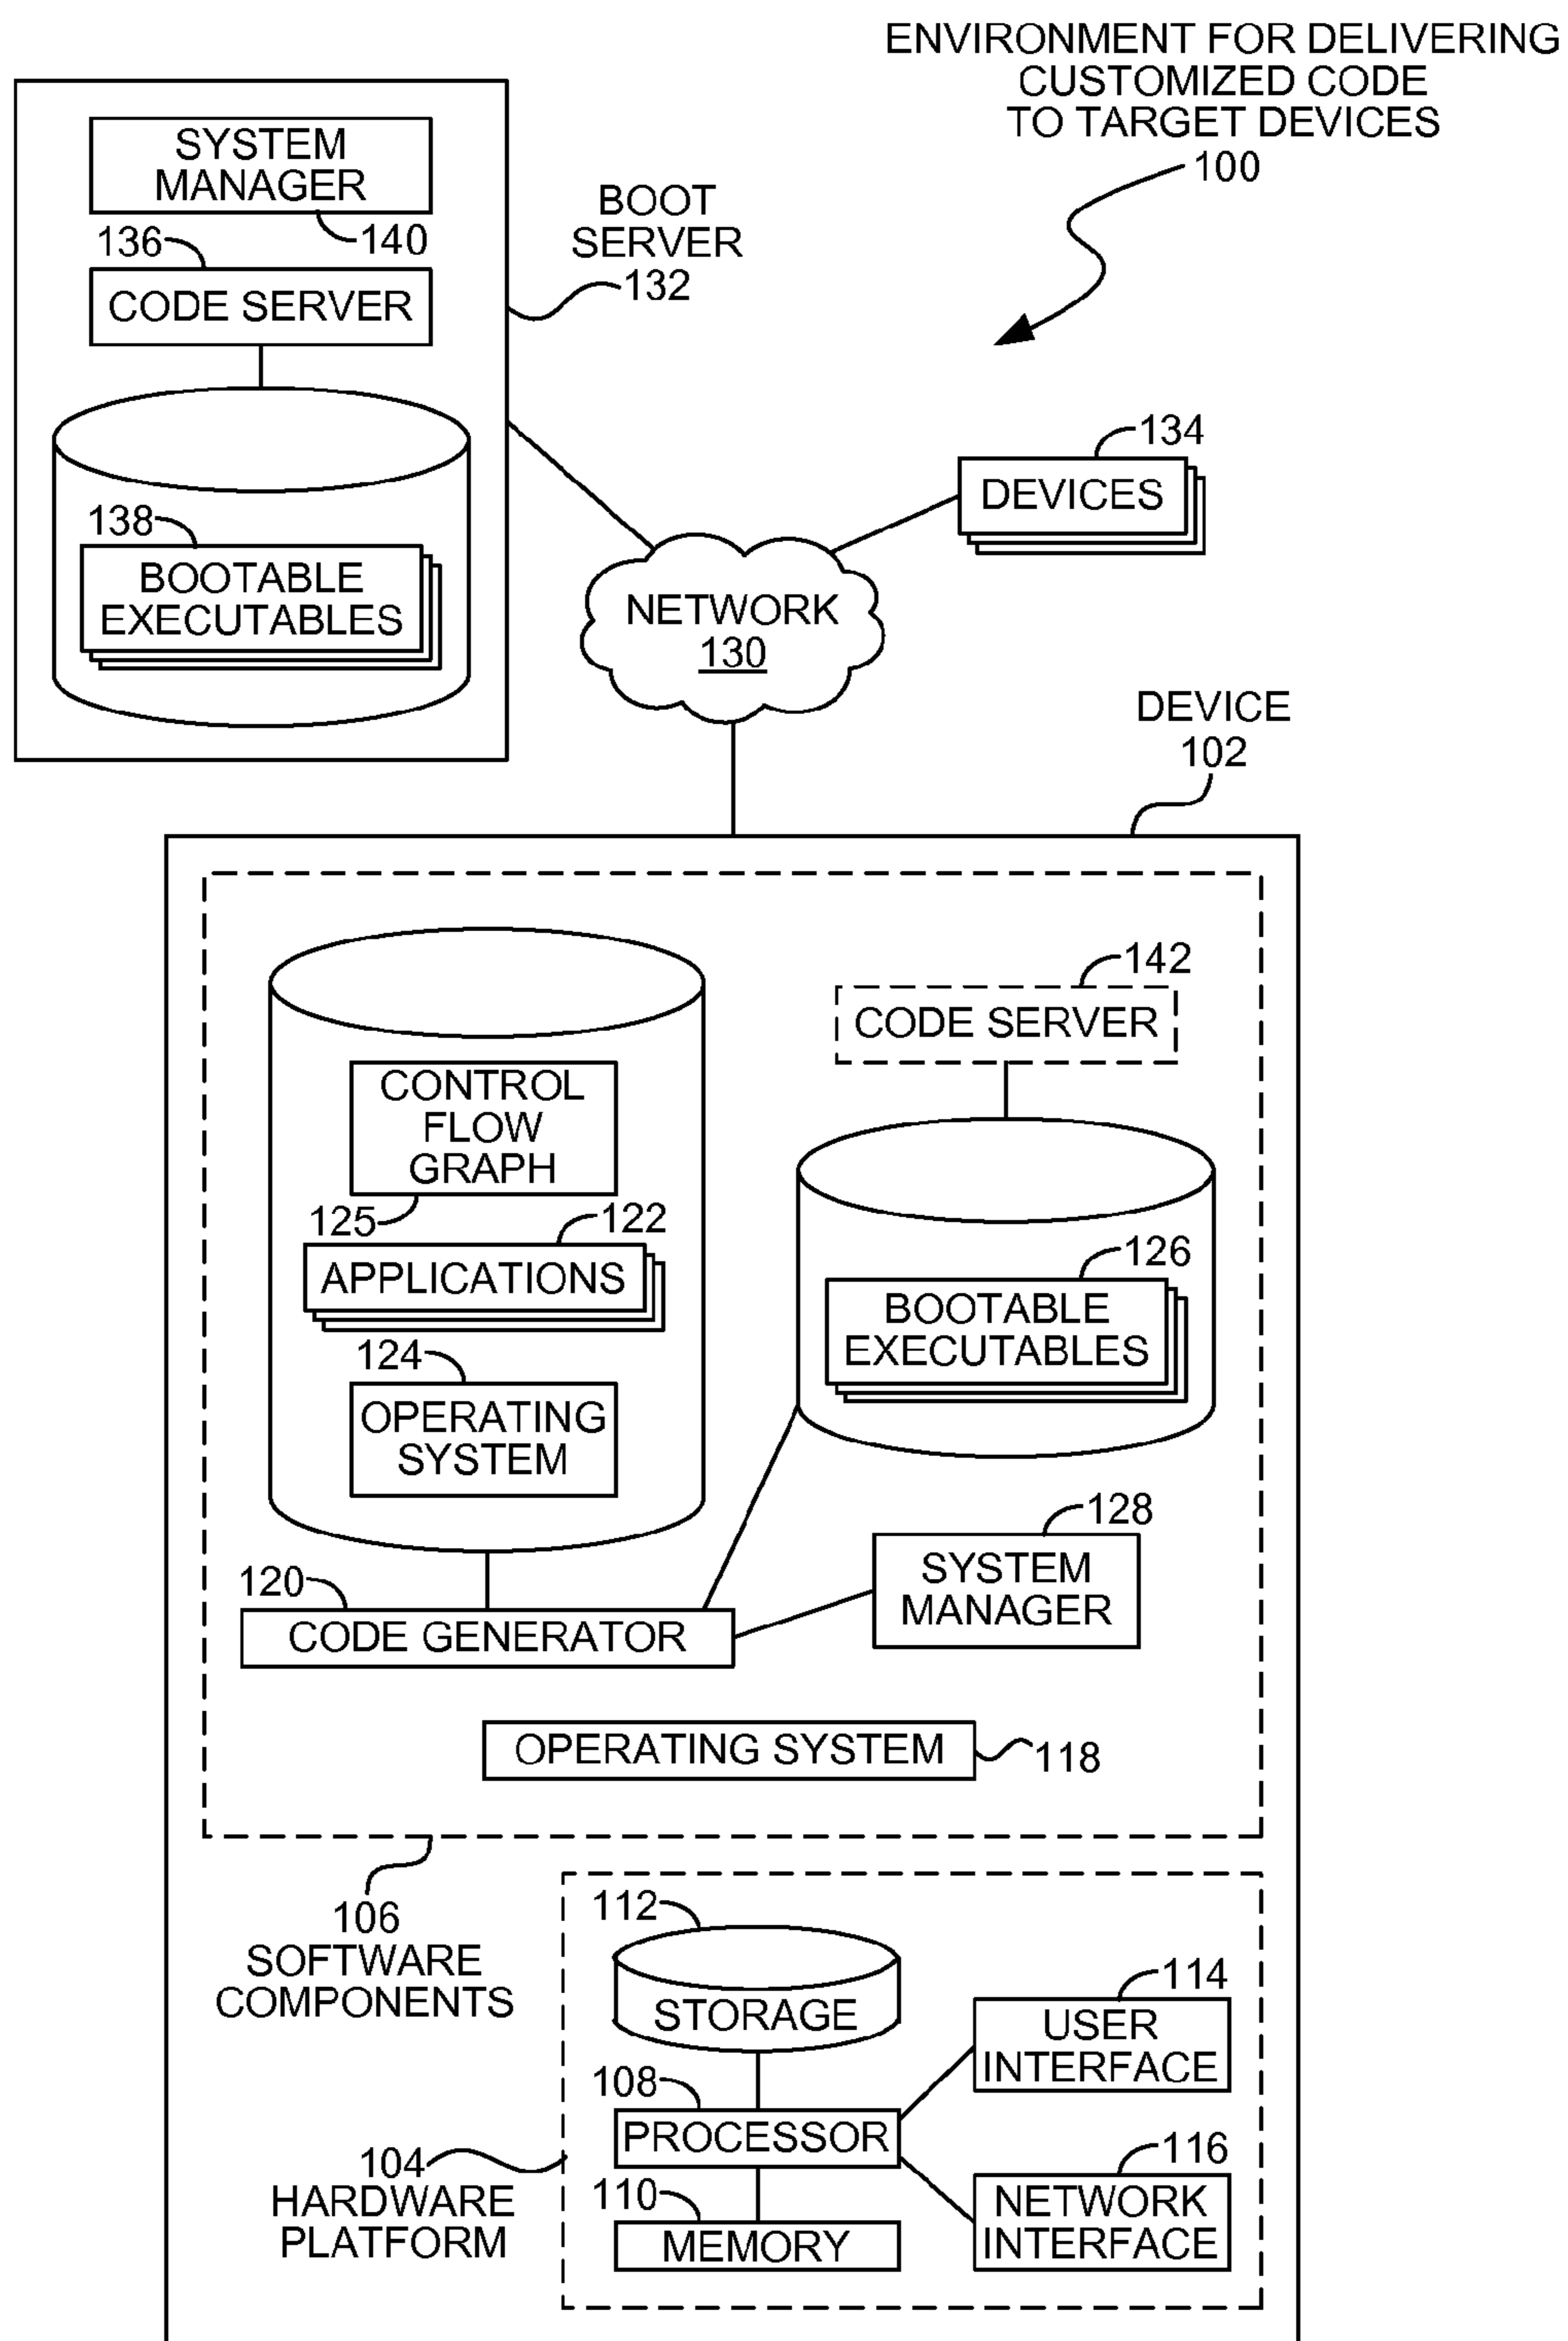 ENVIRONMENT FOR DELIVERING
CUSTOMIZED CODE
TO TARGET DEVICES
100
SYSTEM
MANAGER
140
136
CODE SERVER
BOOT
SERVER
132
138
BOOTABLE
EXECUTABLES
134
DEVICES
NETWORK
130
DEVICE
102
142
CODE SERVER
CONTROL
FLOW
GRAPH
125
122
APPLICATIONS
124
OPERATING
SYSTEM
126
BOOTABLE
EXECUTABLES
128
SYSTEM
MANAGER
120
CODE GENERATOR
OPERATING SYSTEM
118
106
SOFTWARE
COMPONENTS
112
STORAGE
114
USER
INTERFACE
108
PROCESSOR
104
HARDWARE
PLATFORM
110
MEMORY
116
NETWORK
INTERFACE